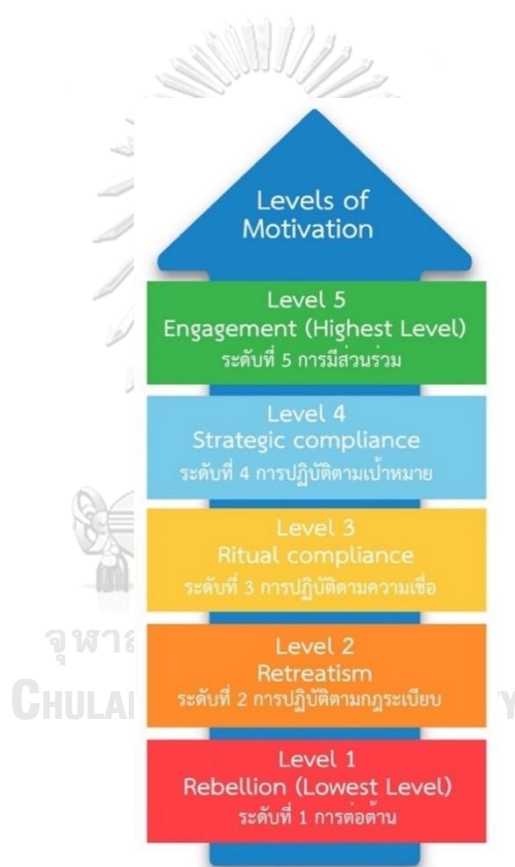 Levels of
Motivation
Level 5
Engagement (Highest Level)
ระดับที่ 5 การมีส่วนร่วม
Level 4
Strategic compliance
ระดับที่ 4 การปฏิบัติตามเป้าหมาย
Level 3
Ritual compliance
ระดับที่ 3 การปฏิบัติตามความเชื่อ
Level 2
Retreatism
ระดับที่ 2 การปฏิบัติตามกฎระเบียบ
Level 1
Rebellion (Lowest Level)
ระดับที่ 1 การต่อต้าน